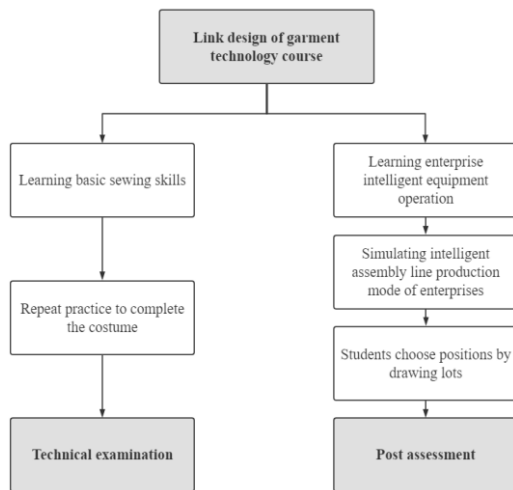 Link design of garment
technology course
Learning basic sewing skills
Repeat practice to complete
the costume
Technical examination
Learning enterprise
intelligent equipment
operation
Simulating intelligent
assembly line production
mode of enterprises
Students choose positions by
drawing lots
Post assessment